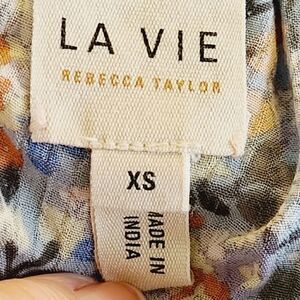 LA VIE
REBECCA TAYLOR
XS
MADE IN
INDIA